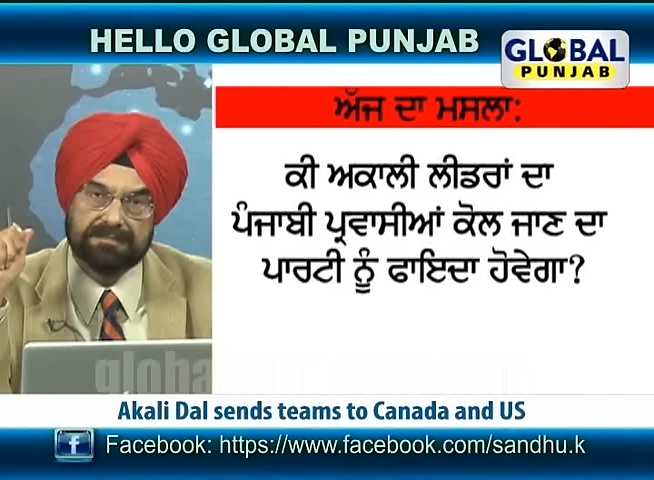 HELLO GLOBAL PUNJAB
GLOBAL
PUNJAB
ਅੱਜ ਦਾ ਮਸਲਾ:
ਕੀ ਅਕਾਲੀ ਲੀਡਰਾਂ ਦਾ
ਪੰਜਾਬੀ ਪ੍ਰਵਾਸੀਆਂ ਕੋਲ ਜਾਣ ਦਾ
ਪਾਰਟੀ ਨੂੰ ਫਾਇਦਾ ਹੋਵੇਗਾ?
global
Akali Dal sends teams to Canada and US
f Facebook: https://www.facebook.com/sandhu.k